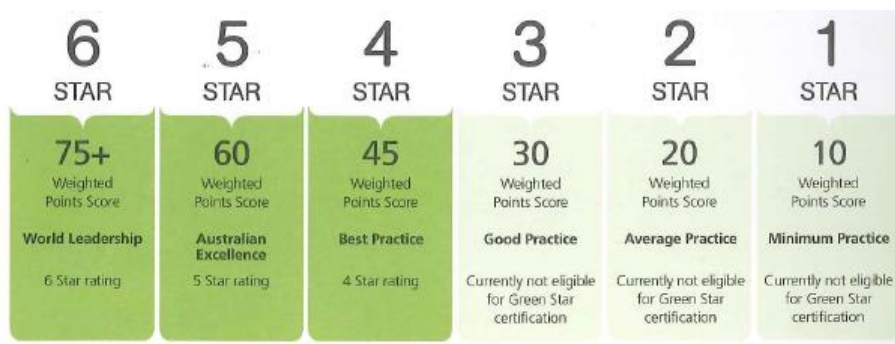 6
STAR
75+
Weighted
Points Score
World Leadership
6 Star rating
5
STAR
60
Weighted
Points Score
Australian
Excellence
5 Star rating
4
STAR
45
Weighted
Points Score
Best Practice
4 Star rating
3
STAR
30
Weighted
Points Score
Good Practice
Currently not eligible
for Green Star
certification
2
STAR
20
Weighted
Points Score
Average Practice
Currently not eligible
for Green Star
certification
1
STAR
10
Weighted
Points Score
Minimum Practice
Currently not eligible
for Green Star
certification